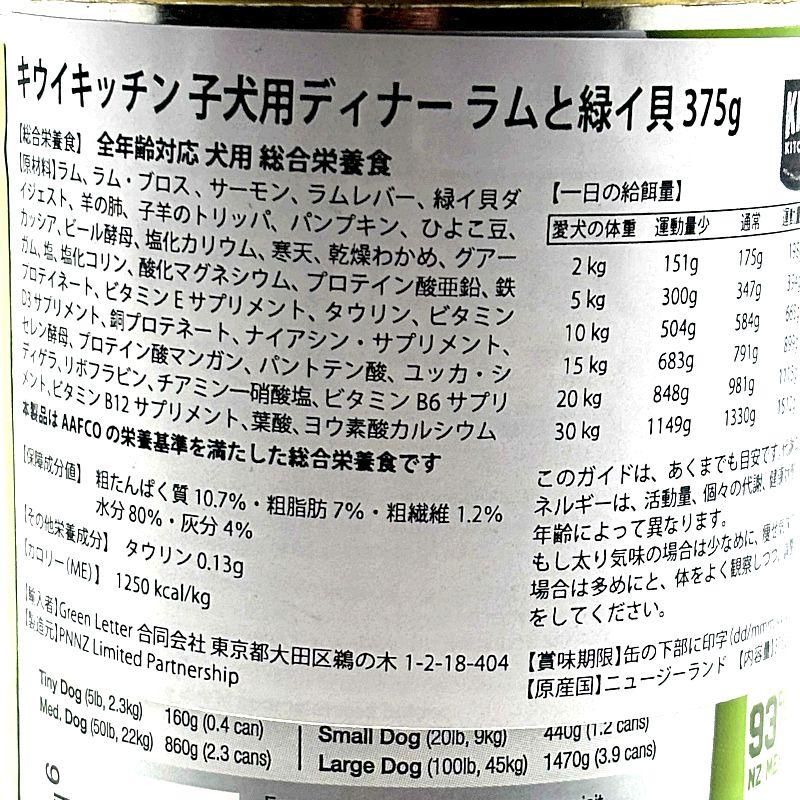 キウイキッチン 子犬用ディナー ラムと緑イ貝 375g
【総合栄養食】 全年齢対応 犬用 総合栄養食
【原材料】ラム、ラム・ブロス 、サーモン、ラムレバー、緑イ貝ダ
イジェスト、羊の肺、子羊のトリッパ、パンプキン、ひよこ豆、
カッシア、ビール酵母、塩化カリウム、寒天、乾燥わかめ、グアー
ガム、塩、塩化コリン、酸化マグネシウム、プロテイン酸亜鉛、鉄
プロテイネート、ビタミン E サプリメント、タウリン、ビタミン
D3 サプリメント、銅プロテネート、ナイアシン・サプリメント、
セレン酵母、プロテイン酸マンガン、パントテン酸、ユッカ・シ
ディゲラ、リボフラビン、チアミン一硝酸塩、ビタミン B6 サプリ
メント、ビタミン B12 サプリメント、葉酸、ヨウ素酸カルシウム
本製品は AAFCO の栄養基準を満たした総合栄養食です
【保障成分値】 粗たんぱく質 10.7%・粗脂肪 7%・粗繊維 1.2%
水分 80%・灰分 4%
【その他栄養成分】 タウリン 0.13g
【カロリー(ME)】 1250 kcal/kg
【輸入者】Green Letter 合同会社 東京都大田区鵜の木 1-2-18-404
【製造元】PNNZ Limited Partnership
【一日の給餌量】
愛犬の体重 運動量少 通常
2 kg 151g 175g
5 kg 300g 347g
10 kg 504g 584g
15 kg 683g 791g
20 kg 848g 981g
30 kg 1149g 1330g
このガイドは、あくまでも目安です。
ネルギーは、活動量、個々の代謝、健康
年齢によって異なります。
もし太り気味の場合は少なめに、痩せ
場合は多めにと、体をよく観察しつつ、
をしてください。
【賞味期限】缶の下部に印字 (dd/mmm
【原産国】ニュージーランド 【内容量】
Tiny Dog (5lb, 2.3kg) 160g (0.4 can)
Med. Dog (50lb, 22kg) 860g (2.3 cans)
Small Dog (20lb, 9kg) 440g (1.2 cans)
Large Dog (100lb, 45kg) 1470g (3.9 cans)
93
NZ ME